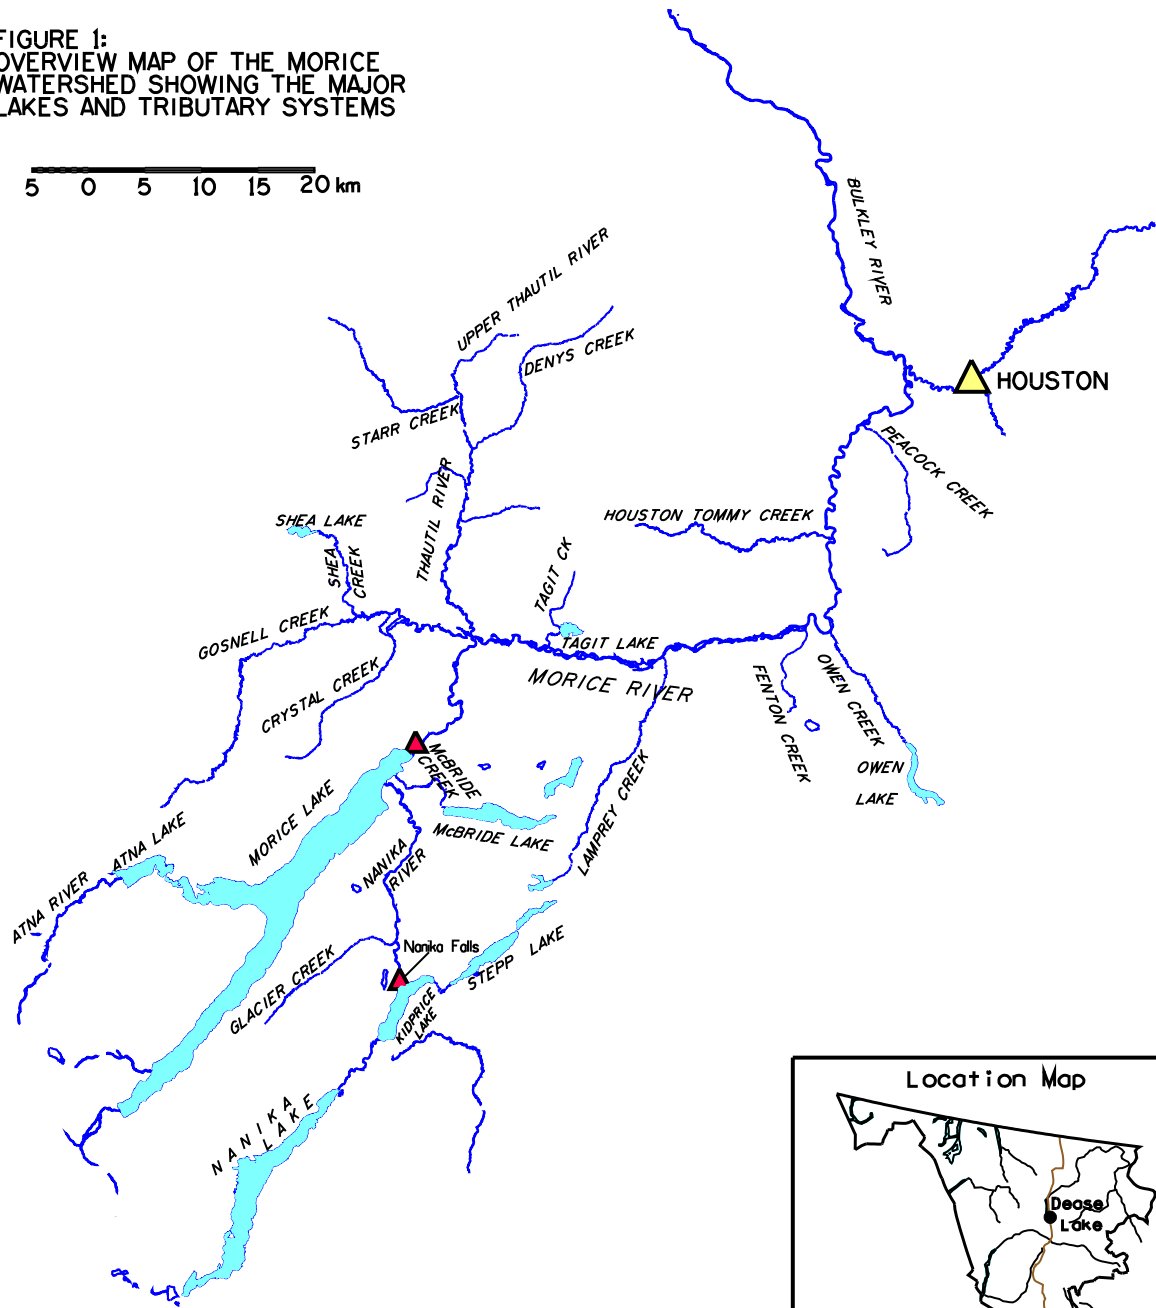 FIGURE 1:
OVERVIEW MAP OF THE MORICE
WATERSHED SHOWING THE MAJOR
LAKES AND TRIBUTARY SYSTEMS
5 0 5 10 15 20 km
BULKLEY RIVER
UPPER THAUTIL RIVER
DENYS CREEK
HOUSTON
STARR CREEK
PEACOCK CREEK
THAUTIL RIVER
SHEA LAKE
HOUSTON TOMMY CREEK
SHEA
CREEK
TAGIT CK
GOSNELL CREEK
TAGIT LAKE
CRYSTAL CREEK
MORICE RIVER
FENTON CREEK
OWEN CREEK
OWEN
LAKE
McBRIDE
CREEK
MORICE LAKE
McBRIDE LAKE
LAMPREY CREEK
ATNA LAKE
NANIKA
RIVER
ATNA RIVER
Nanika Falls
STEPP LAKE
GLACIER CREEK
KIDPRICE
LAKE
NANIKA
LAKE
Location Map
Dease
Lake